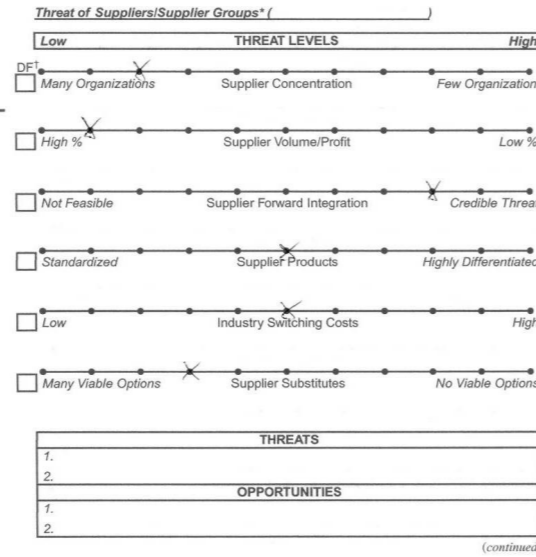 Threat of Suppliers/Supplier Groups* ( )
Low THREAT LEVELS High
DF†
Many Organizations Supplier Concentration Few Organization
High % Supplier Volume/Profit Low %
Not Feasible Supplier Forward Integration Credible Threat
Standardized Supplier Products Highly Differentiated
Low Industry Switching Costs High
Many Viable Options Supplier Substitutes No Viable Options
THREATS
1.
2.
OPPORTUNITIES
1.
2.
(continued